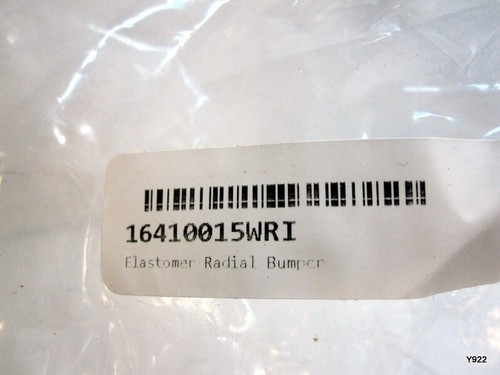 16410015WRI
Elastomer Radial Bumper
Y922